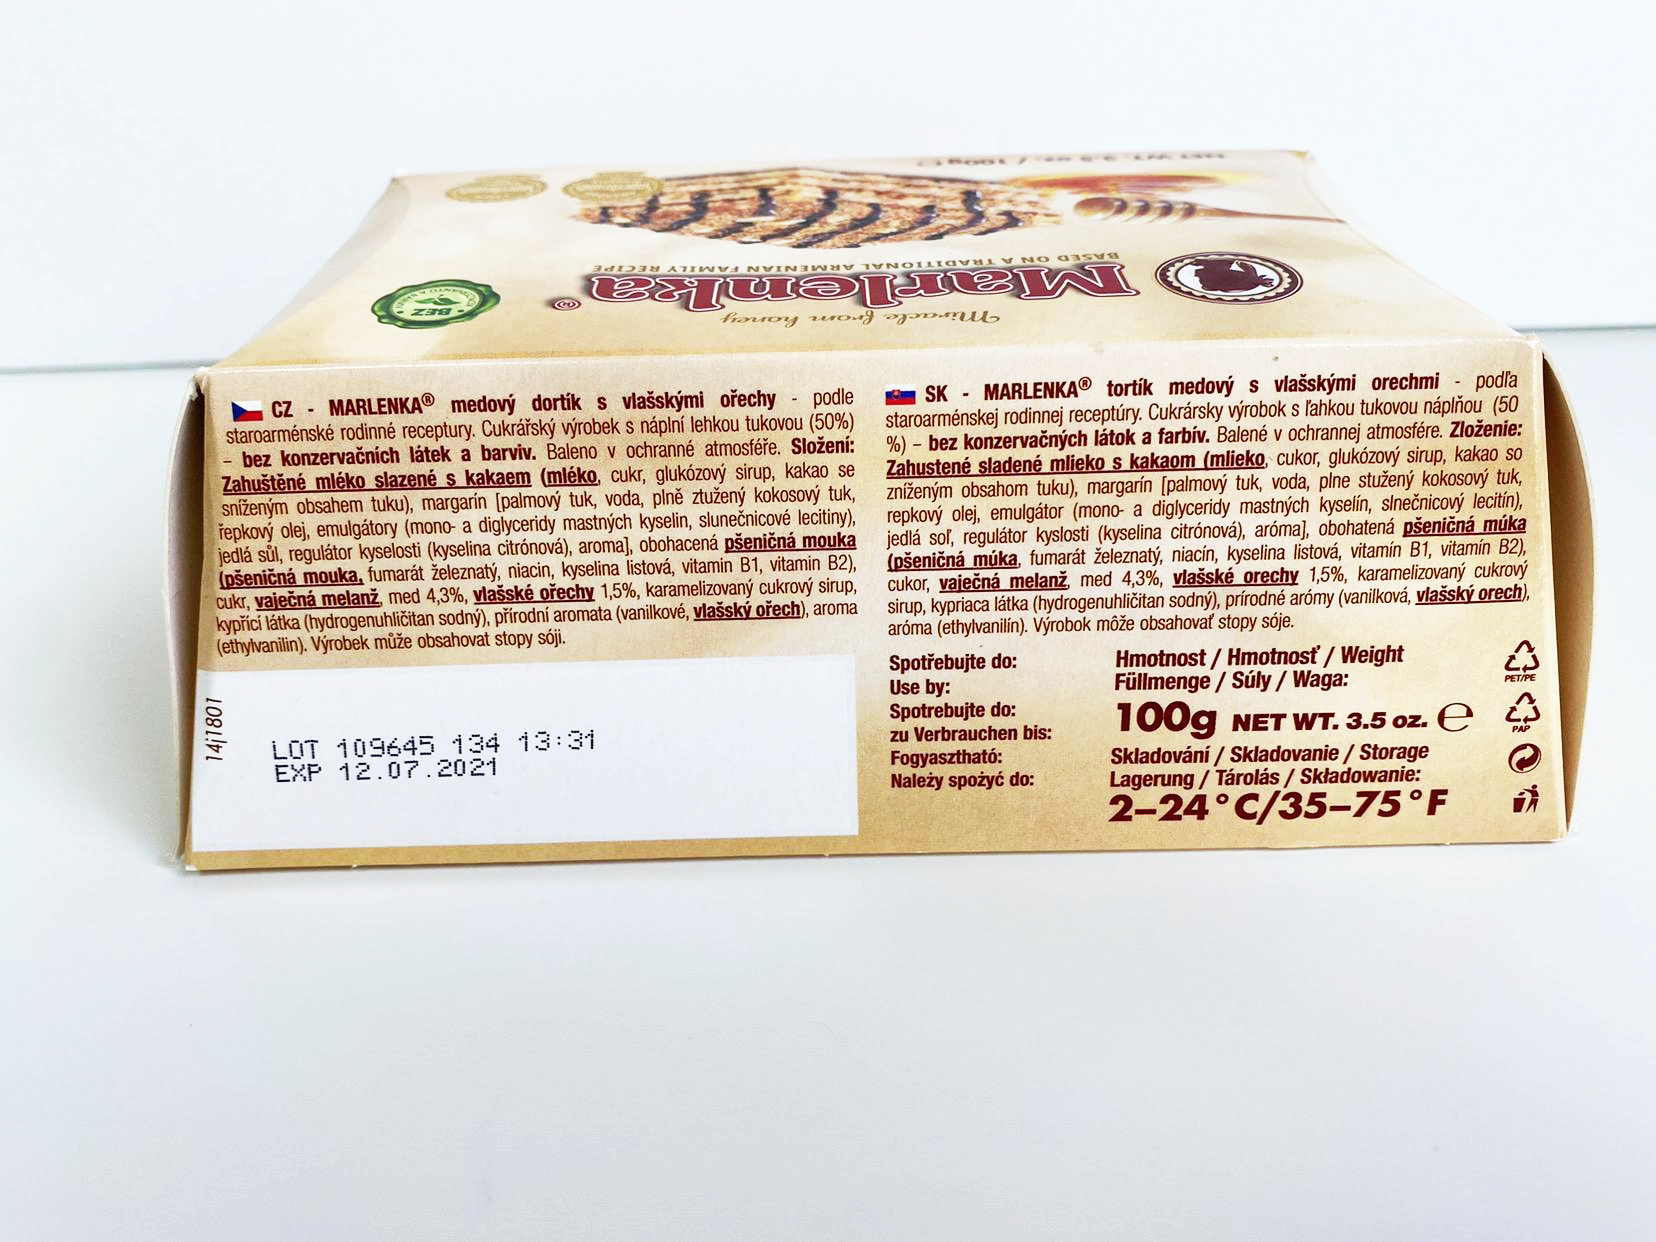 NET WT. 3.5 oz. / 100g e
BEZ
BASED ON A TRADITIONAL ARMENIAN FAMILY RECIPE
Marlenka®
Miracle from honey
CZ - MARLENKA® medový dortík s vlašskými ořechy - podle
staroarménské rodinné receptury. Cukrářský výrobek s náplní lehkou tukovou (50%)
– bez konzervačních látek a barviv. Baleno v ochranné atmosféře. Složení:
Zahuštěné mléko slazené s kakaem (mléko, cukr, glukózový sirup, kakao se
sníženým obsahem tuku), margarín [palmový tuk, voda, plně ztužený kokosový tuk,
řepkový olej, emulgátory (mono- a diglyceridy mastných kyselin, slunečnicové lecitiny),
jedlá sůl, regulátor kyselosti (kyselina citrónová), aroma], obohacená pšeničná mouka
(pšeničná mouka, fumarát železnatý, niacin, kyselina listová, vitamin B1, vitamin B2),
cukr, vaječná melanž, med 4,3%, vlašské ořechy 1,5%, karamelizovaný cukrový sirup,
kypřící látka (hydrogenuhličitan sodný), přírodní aromata (vanilkové, vlašský ořech), aroma
(ethylvanilin). Výrobek může obsahovat stopy sóji.
14j1801
LOT 109645 134 13:31
EXP 12.07.2021
SK - MARLENKA® tortík medový s vlašskými orechmi - podľa
staroarménskej rodinnej receptúry. Cukrársky výrobok s ľahkou tukovou náplňou (50
%) – bez konzervačných látok a farbív. Balené v ochrannej atmosfére. Zloženie:
Zahustené sladené mlieko s kakaom (mlieko, cukor, glukózový sirup, kakao so
zníženým obsahom tuku), margarín [palmový tuk, voda, plne stužený kokosový tuk,
repkový olej, emulgátor (mono- a diglyceridy mastných kyselín, slnečnicový lecitín),
jedlá soľ, regulátor kyslosti (kyselina citrónová), aróma], obohatená pšeničná múka
(pšeničná múka, fumarát železnatý, niacín, kyselina listová, vitamín B1, vitamín B2),
cukor, vaječná melanž, med 4,3%, vlašské orechy 1,5%, karamelizovaný cukrový
sirup, kypriaca látka (hydrogenuhličitan sodný), prírodné arómy (vanilková, vlašský orech),
aróma (ethylvanilín). Výrobok môže obsahovať stopy sóje.
Spotřebujte do:
Use by:
Spotrebujte do:
zu Verbrauchen bis:
Fogyasztható:
Należy spożyć do:
Hmotnost / Hmotnosť / Weight
Füllmenge / Súly / Waga:
100g NET WT. 3.5 oz. e
Skladování / Skladovanie / Storage
Lagerung / Tárolás / Składowanie:
2–24°C/35–75°F
PET/PE
PAP